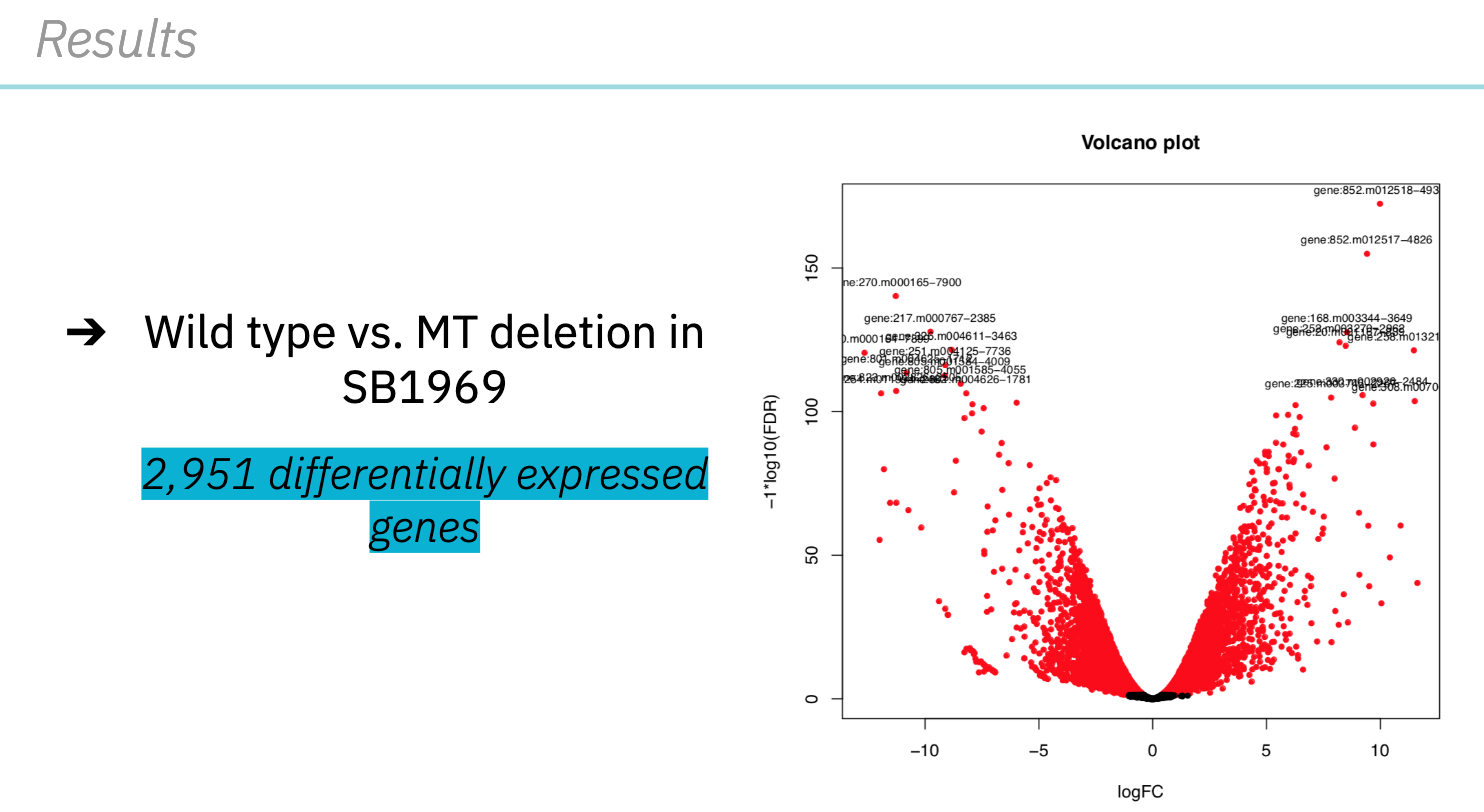 Results
➔ Wild type vs. MT deletion in
SB1969
2,951 differentially expressed
genes
Volcano plot
gene:852.m012518−493
gene:852.m012517−4826
ne:270.m000165−7900
gene:217.m000767−2385
gene:168.m003344−3649
m004611−3463
gene:258.m01321
gene:251.m004125−7736
gene:805.m001585−4055
m004626−1781
−1*log10(FDR)
150
100
50
0
−10
−5
0
5
10
logFC